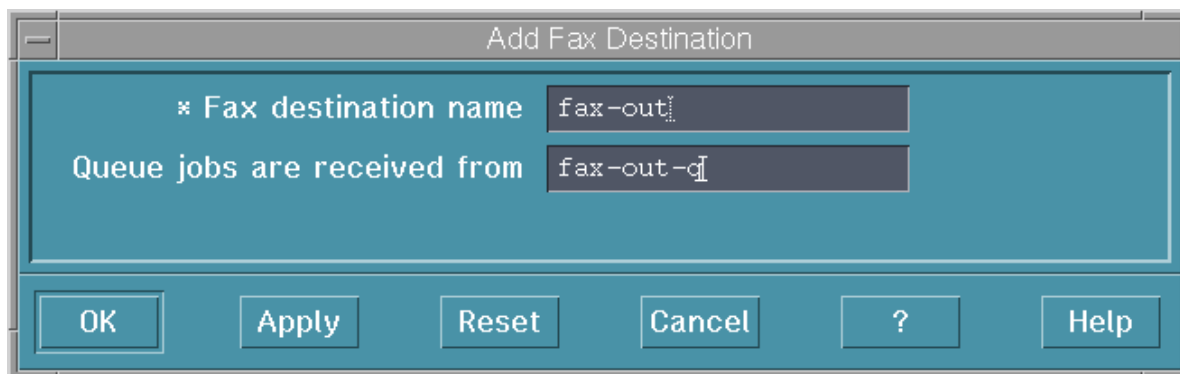 Add Fax Destination
* Fax destination name fax-out
Queue jobs are received from fax-out-q
OK Apply Reset Cancel ? Help